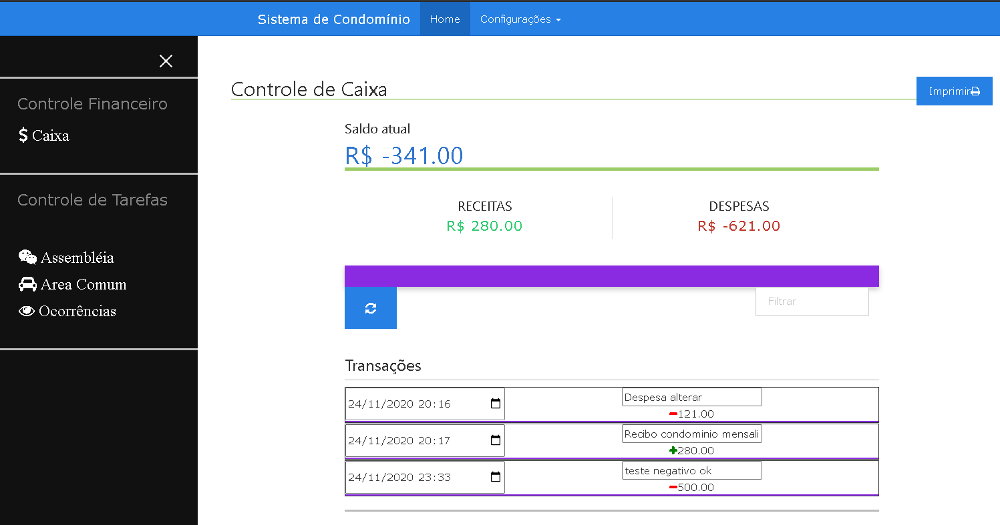 Sistema de Condomínio Home Configurações
Controle Financeiro
Caixa
Controle de Tarefas
Assembléia
Area Comum
Ocorrências
Controle de Caixa
Imprimir
Saldo atual
R$ -341.00
RECEITAS
R$ 280.00
DESPESAS
R$ -621.00
Filtrar
Transações
24/11/2020 20:16
Despesa alterar
121.00
24/11/2020 20:17
Recibo condominio mensali
280.00
24/11/2020 23:33
teste negativo ok
500.00